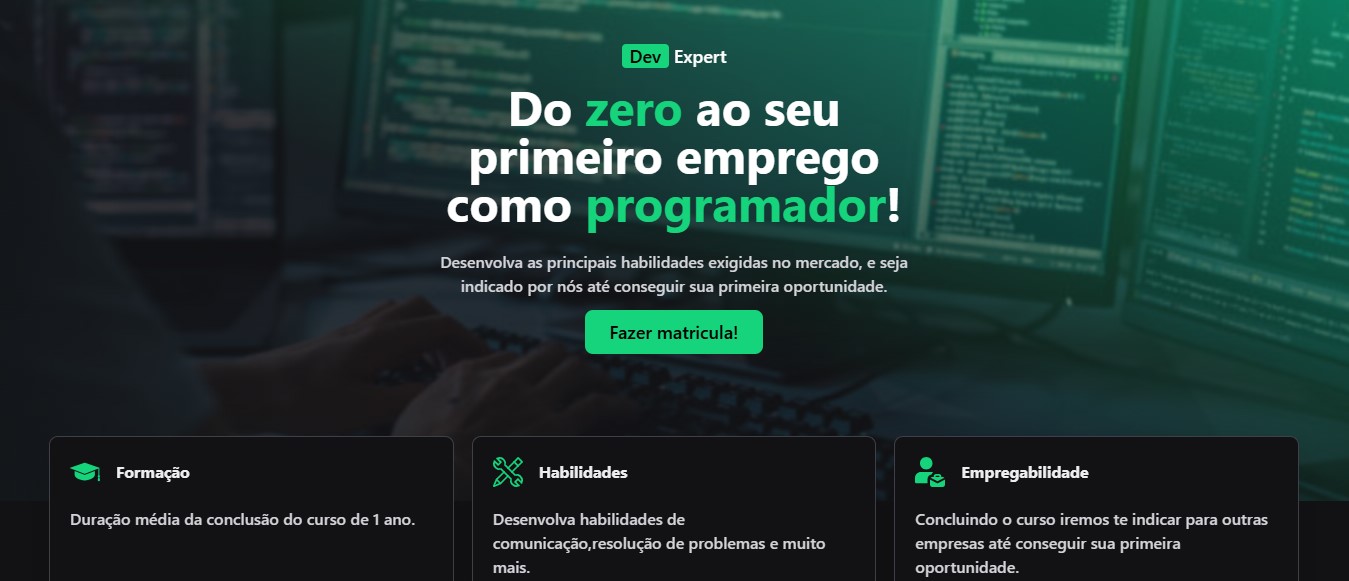 Dev Expert
Do zero ao seu
primeiro emprego
como programador!
Desenvolva as principais habilidades exigidas no mercado, e seja
indicado por nós até conseguir sua primeira oportunidade.
Fazer matricula!
Formação
Duração média da conclusão do curso de 1 ano.
Habilidades
Desenvolva habilidades de
comunicação,resolução de problemas e muito
mais.
Empregabilidade
Concluindo o curso iremos te indicar para outras
empresas até conseguir sua primeira
oportunidade.